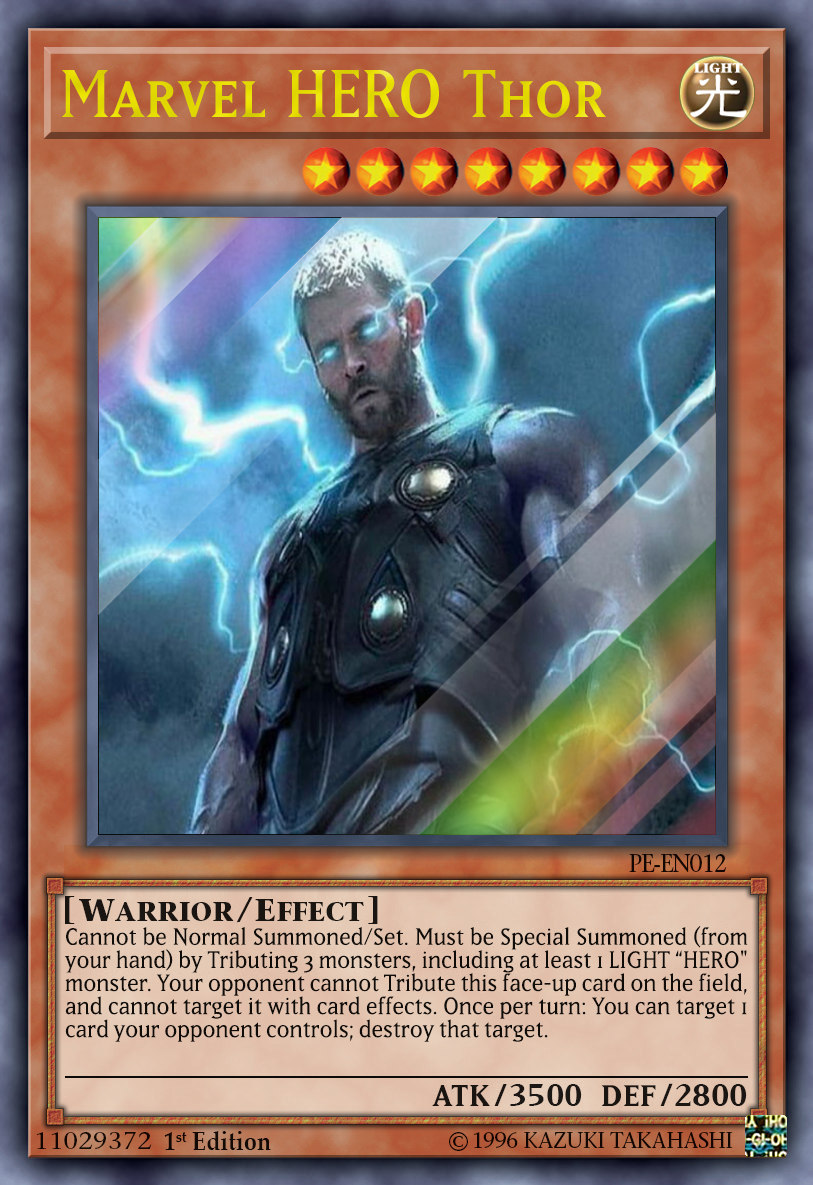 Marvel HERO Thor
LIGHT
光
PE-EN012
[Warrior/Effect]
Cannot be Normal Summoned/Set. Must be Special Summoned (from
your hand) by Tributing 3 monsters, including at least 1 LIGHT “HERO"
monster. Your opponent cannot Tribute this face-up card on the field,
and cannot target it with card effects. Once per turn: You can target 1
card your opponent controls; destroy that target.
ATK/3500 DEF/2800
11029372 1st Edition ©1996 KAZUKI TAKAHASHI